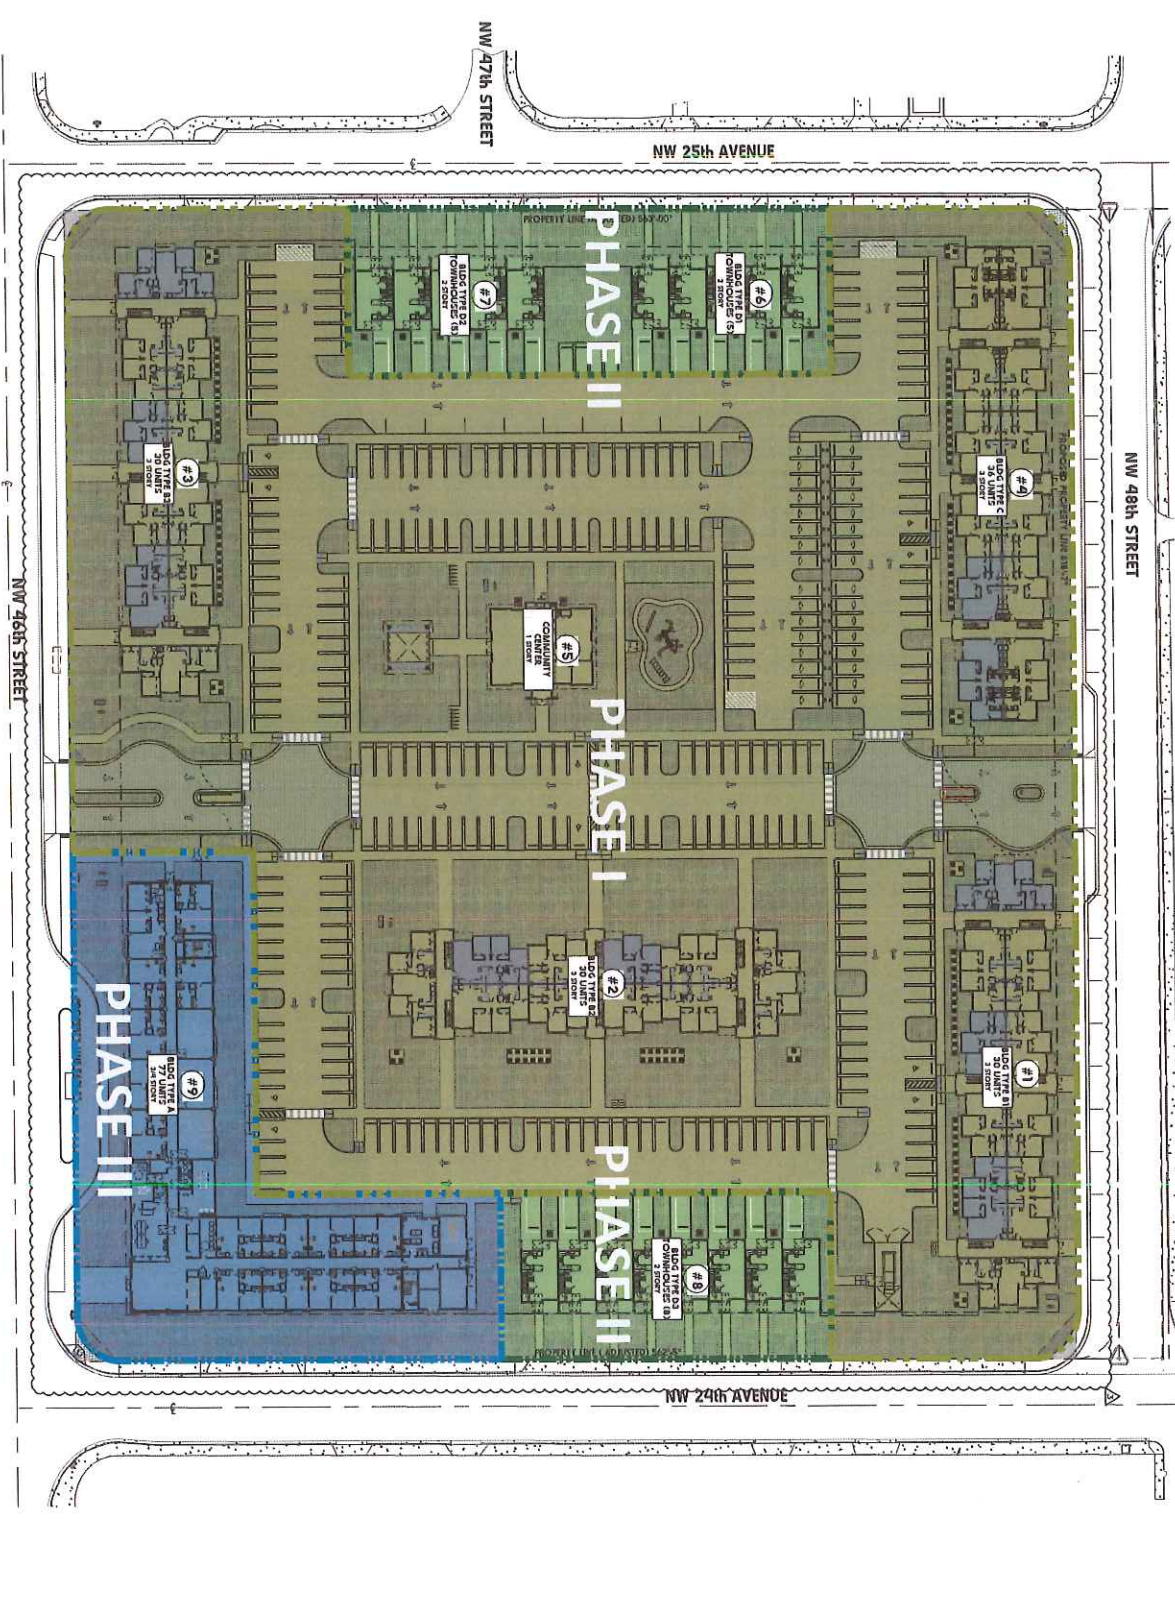 NW 47th STREET
NW 25th AVENUE
PHASE II
#7
BLDG TYPE D2
TOWNHOUSES (5)
2 STORY
#6
BLDG TYPE D1
TOWNHOUSES (5)
2 STORY
#3
BLDG TYPE B3
30 UNITS
3 STORY
#4
BLDG TYPE C
36 UNITS
3 STORY
NW 48th STREET
#5
COMMUNITY
CENTER
1 STORY
NW 46th STREET
PHASE I
#2
BLDG TYPE B2
30 UNITS
3 STORY
#1
BLDG TYPE B1
30 UNITS
3 STORY
PHASE III
#9
BLDG TYPE A
77 UNITS
PHASE II
#8
BLDG TYPE D3
TOWNHOUSES (8)
2 STORY
NW 24th AVENUE